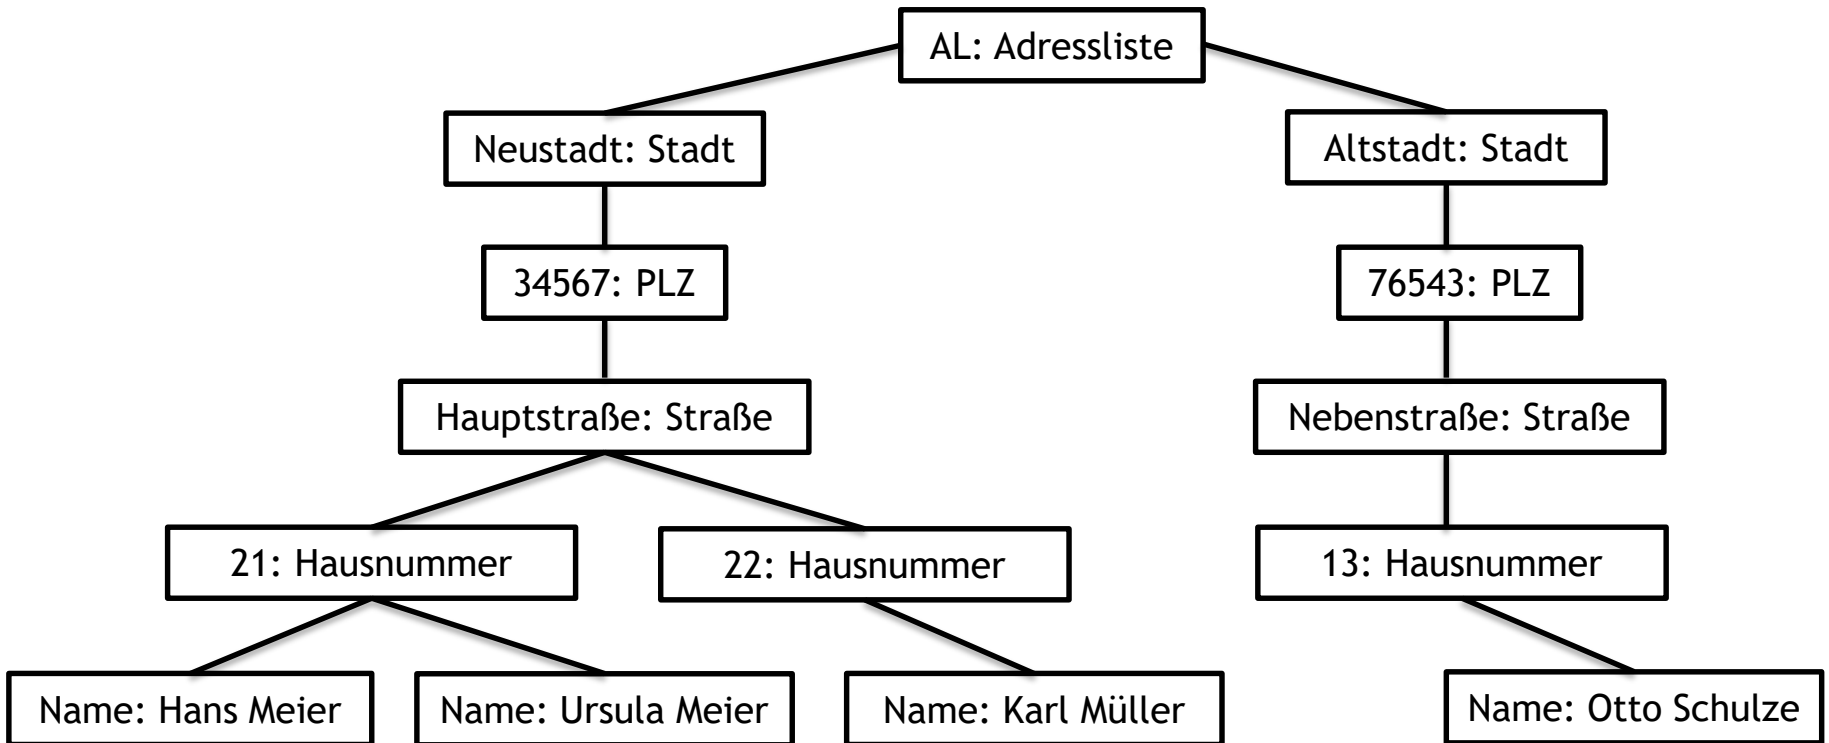 AL: Adressliste
Neustadt: Stadt
Altstadt: Stadt
34567: PLZ
76543: PLZ
Hauptstraße: Straße
Nebenstraße: Straße
21: Hausnummer
22: Hausnummer
13: Hausnummer
Name: Hans Meier
Name: Ursula Meier
Name: Karl Müller
Name: Otto Schulze